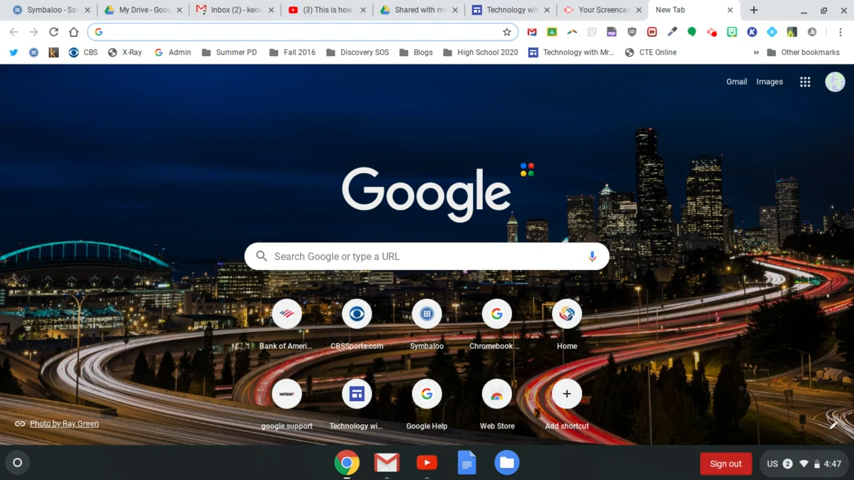 Symbaloo - Sa
My Drive - Goo
Inbox (2) - keou
(3) This is how
Shared with m
Technology wit
Your Screenca
New Tab
CBS
X-Ray
Admin
Summer PD
Fall 2016
Discovery SOS
Blogs
High School 2020
Technology with Mr...
CTE Online
» Other bookmarks
Gmail Images
Google
Search Google or type a URL
Bank of Ameri...
CBSSports.com
Symbaloo
Chromebook...
Home
google.support
Technology wi...
Google Help
Web Store
Add shortcut
Photo by Ray Green
Sign out
US 2 4:47